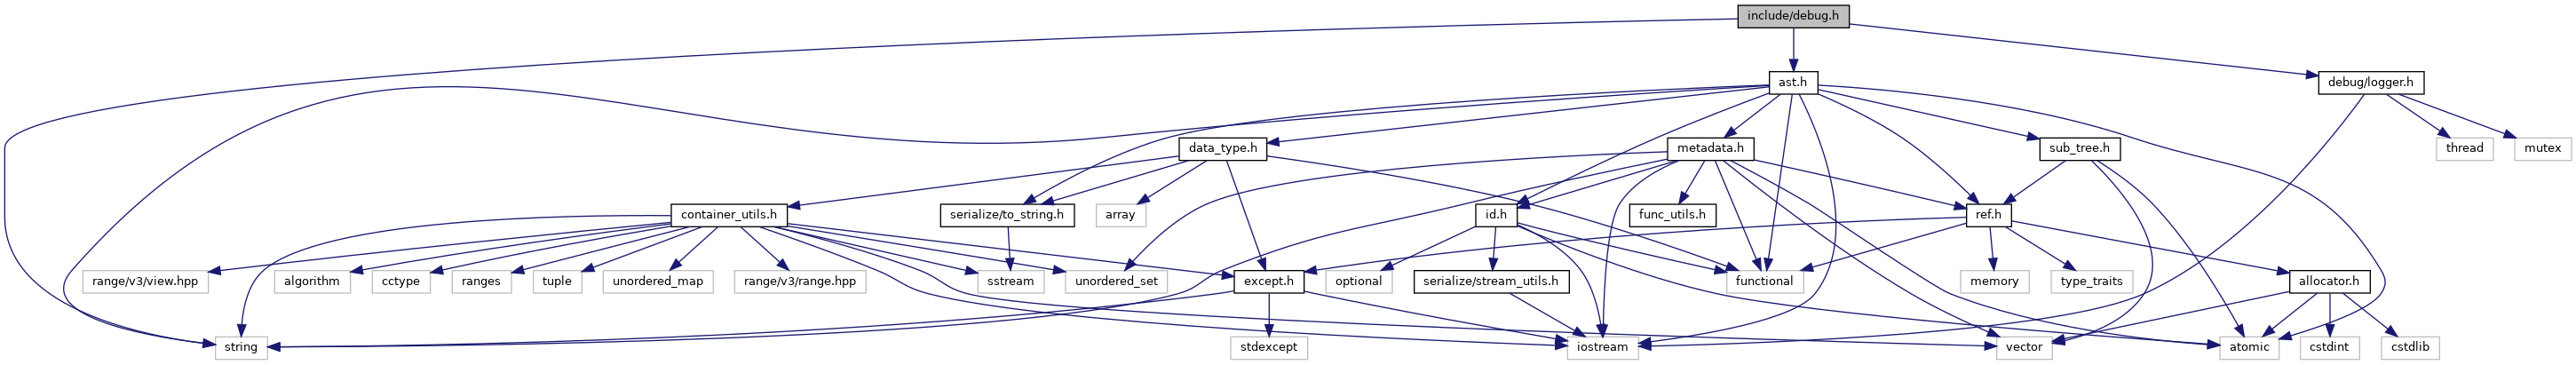 include/debug.h
ast.h
debug/logger.h
data_type.h
metadata.h
sub_tree.h
thread
mutex
container_utils.h
serialize/to_string.h
array
id.h
func_utils.h
ref.h
range/v3/view.hpp
algorithm
cctype
ranges
tuple
unordered_map
range/v3/range.hpp
sstream
unordered_set
except.h
optional
serialize/stream_utils.h
functional
memory
type_traits
allocator.h
string
stdexcept
iostream
vector
atomic
cstdint
cstdlib